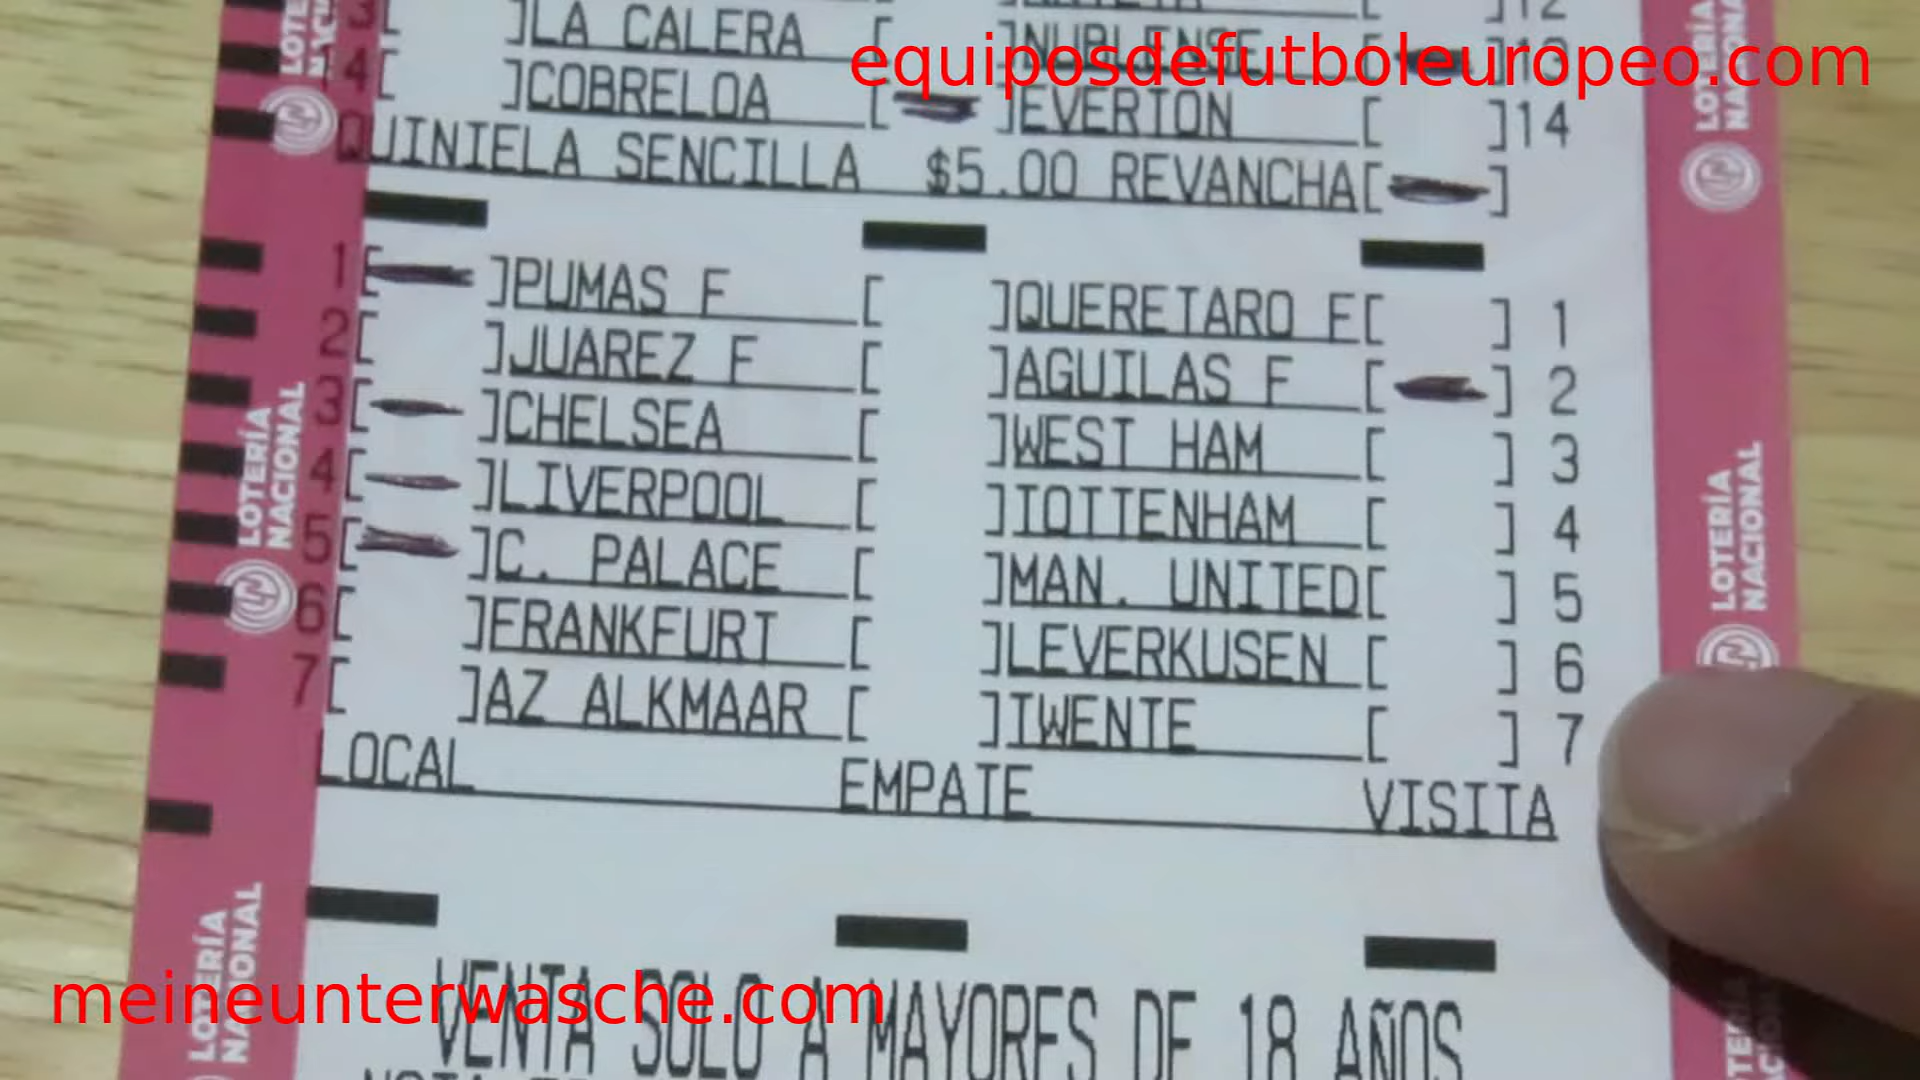 equiposdefutboleuropeo.com
12
3[ ]LA CALERA [ ]ÑUBLENSE [ ]13
14[ ]COBRELOA [ ]EVERTON [ ]14
QUINIELA SENCILLA $5.00 REVANCHA[ ]
1[ ]PUMAS F [ ]QUERETARO F[ ] 1
2[ ]JUAREZ F [ ]AGUILAS F [ ] 2
3[ ]CHELSEA [ ]WEST HAM [ ] 3
4[ ]LIVERPOOL [ ]TOTTENHAM [ ] 4
5[ ]C. PALACE [ ]MAN. UNITED[ ] 5
6[ ]FRANKFURT [ ]LEVERKUSEN [ ] 6
7[ ]AZ ALKMAAR [ ]TWENTE [ ] 7
LOCAL EMPATE VISITA
VENTA SOLO A MAYORES DE 18 AÑOS
meineunterwasche.com
LOTERÍA
NACIONAL
LOTERÍA
NACIONAL
LOTERÍA
NACIONAL
LOTERÍA
NACIONAL